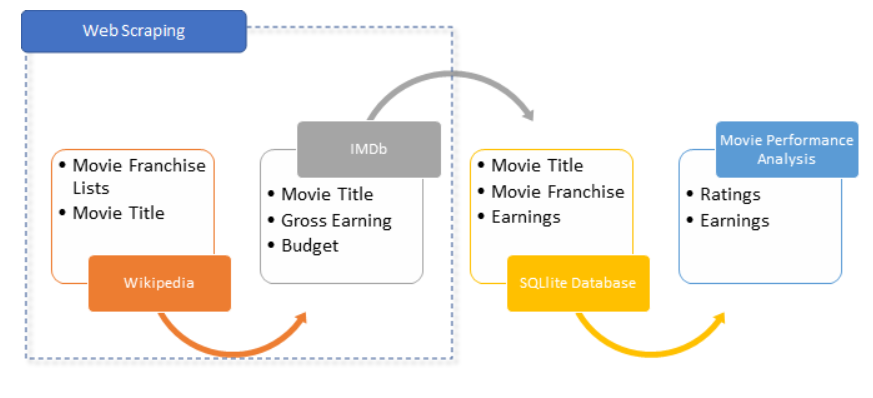 Web Scraping
• Movie Franchise
Lists
• Movie Title
Wikipedia
IMDb
• Movie Title
• Gross Earning
• Budget
• Movie Title
• Movie Franchise
• Earnings
SQLlite Database
Movie Performance
Analysis
• Ratings
• Earnings